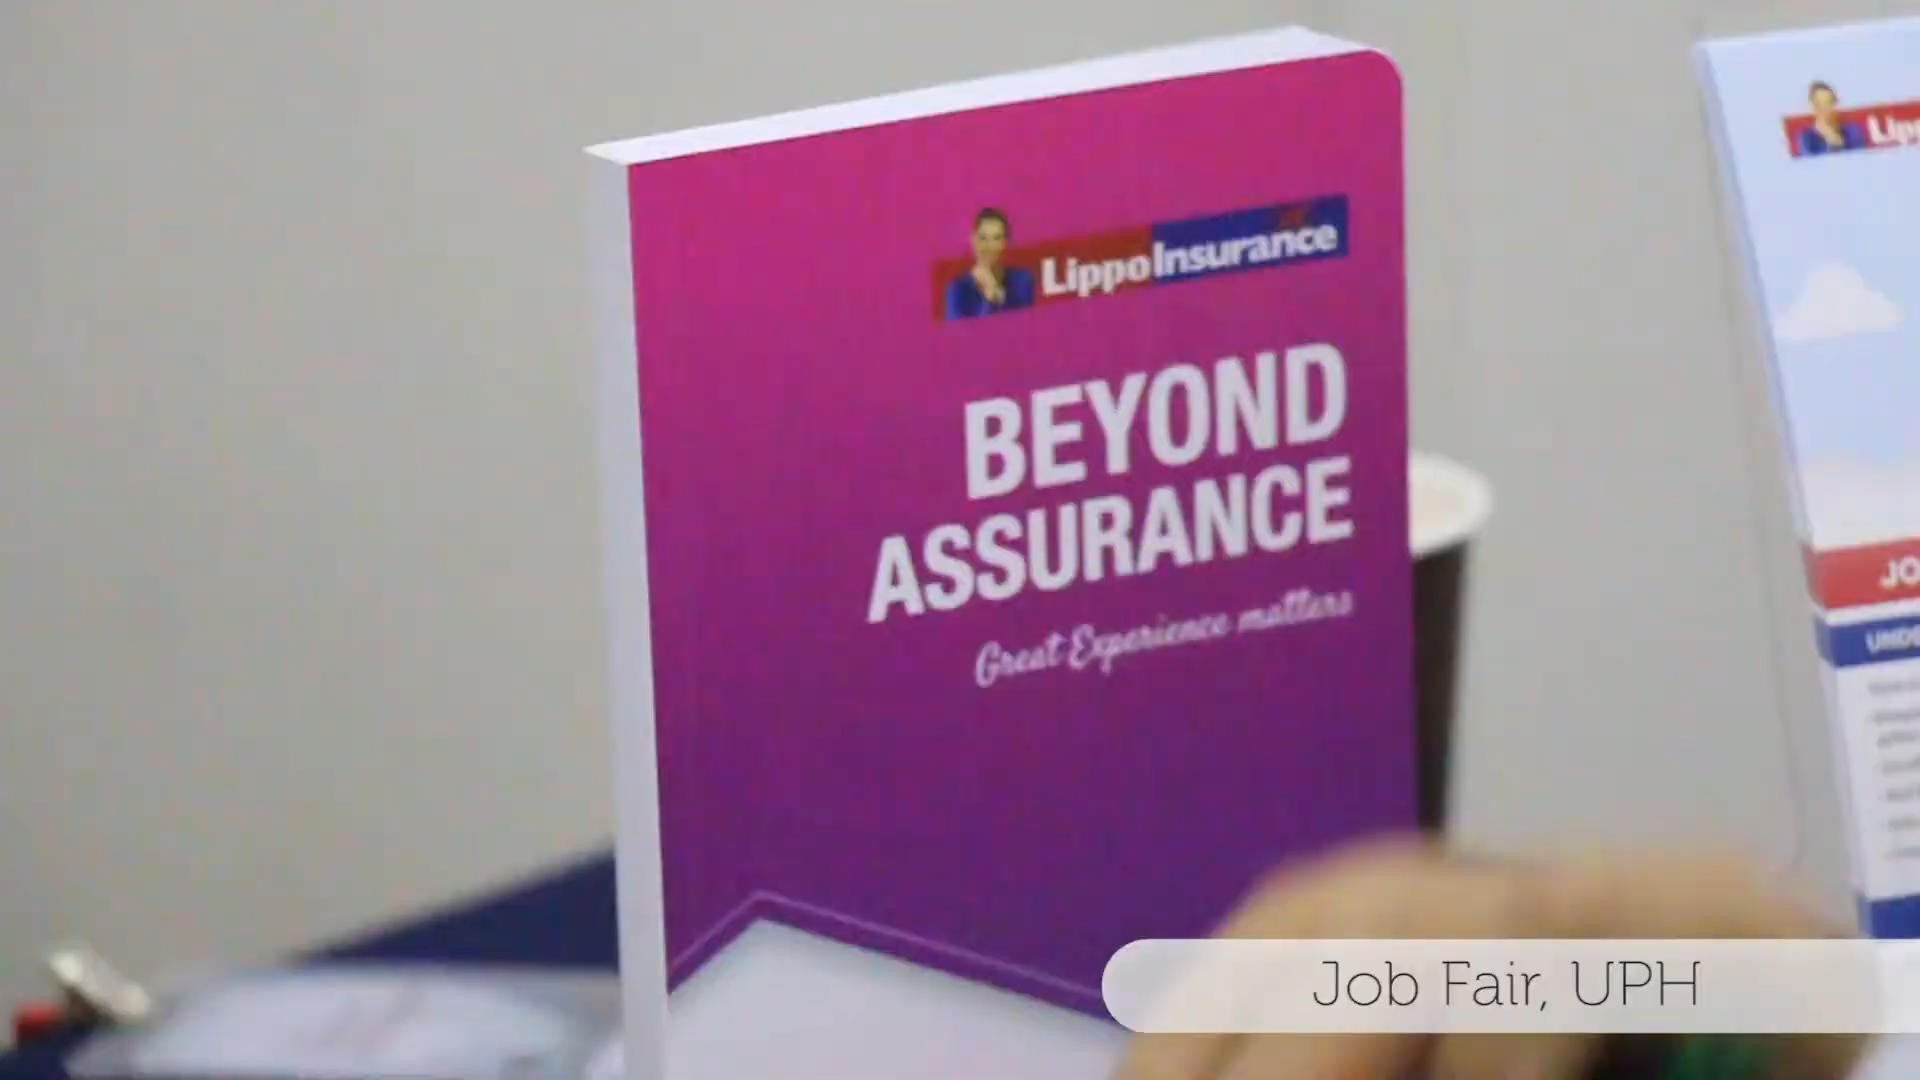 LippoInsurance
BEYOND
ASSURANCE
Great Experience matters
Job Fair, UPH